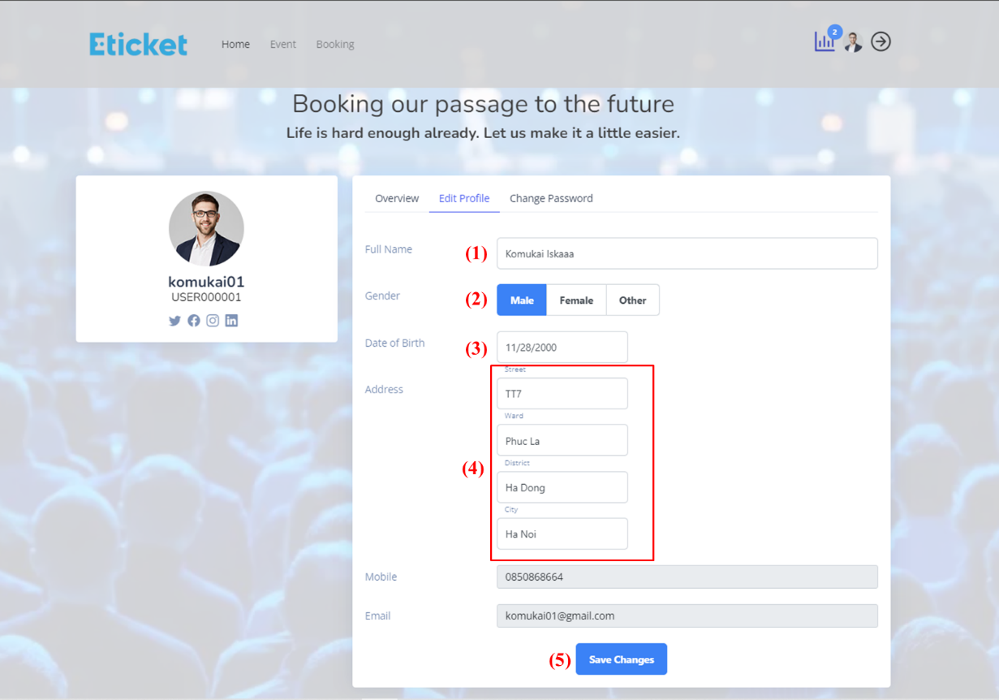 Eticket Home Event Booking 2
Booking our passage to the future
Life is hard enough already. Let us make it a little easier.
komukai01
USER000001
Overview Edit Profile Change Password
Full Name (1) Komukai Iskaaa
Gender (2) Male Female Other
Date of Birth (3) 11/28/2000
Street
Address TT7
Ward
Phuc La
District
(4)
Ha Dong
City
Ha Noi
Mobile 0850868664
Email komukai01@gmail.com
(5) Save Changes